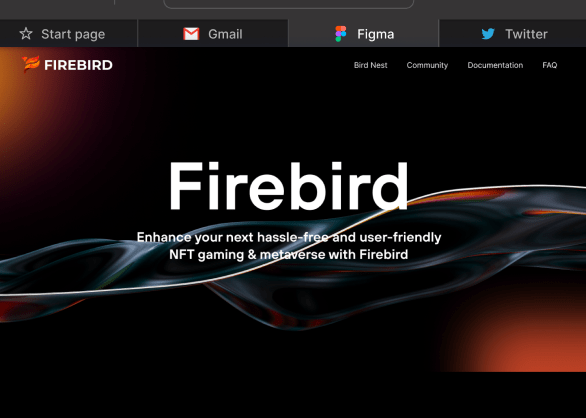 Start page
Gmail
Figma
Twitter
FIREBIRD
Bird Nest
Community
Documentation
FAQ
Firebird
Enhance your next hassle-free and user-friendly
NFT gaming & metaverse with Firebird